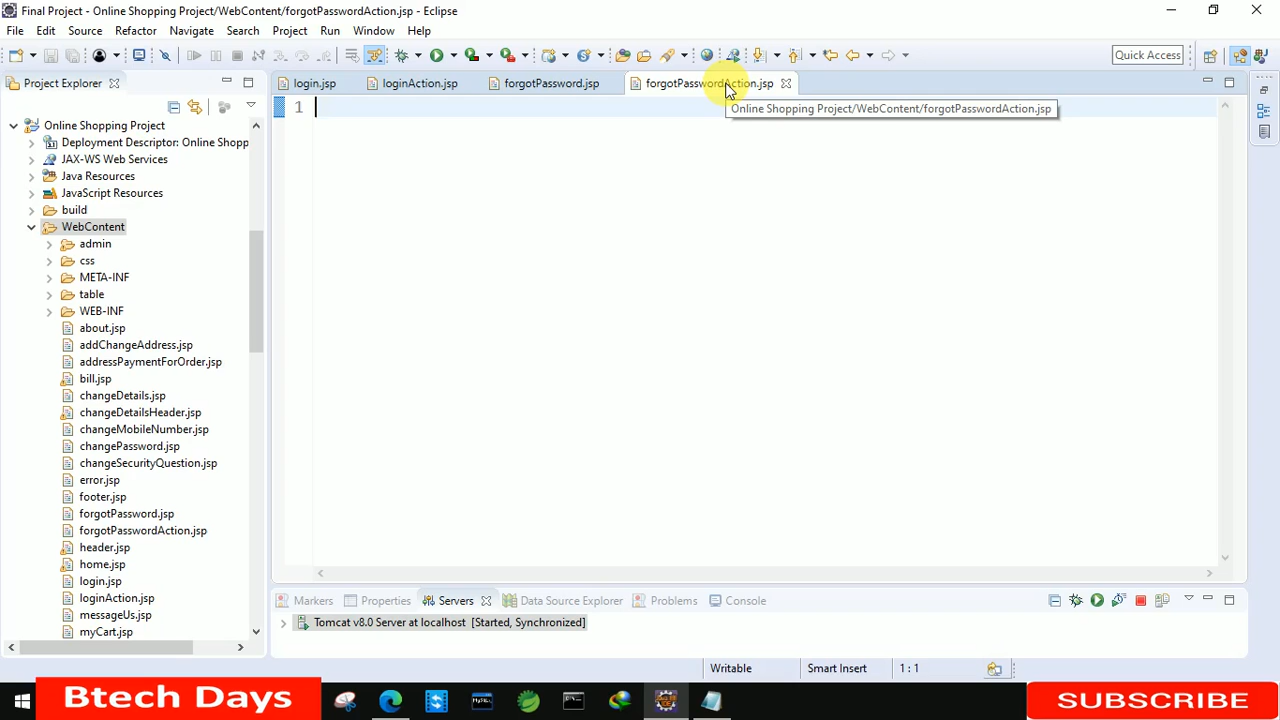 Final Project - Online Shopping Project/WebContent/forgotPasswordAction.jsp - Eclipse
File Edit Source Refactor Navigate Search Project Run Window Help
Quick Access
Project Explorer
login.jsp loginAction.jsp forgotPassword.jsp forgotPasswordAction.jsp
1
Online Shopping Project/WebContent/forgotPasswordAction.jsp
Online Shopping Project
Deployment Descriptor: Online Shopp
JAX-WS Web Services
Java Resources
JavaScript Resources
build
WebContent
admin
css
META-INF
table
WEB-INF
about.jsp
addChangeAddress.jsp
addressPaymentForOrder.jsp
bill.jsp
changeDetails.jsp
changeDetailsHeader.jsp
changeMobileNumber.jsp
changePassword.jsp
changeSecurityQuestion.jsp
error.jsp
footer.jsp
forgotPassword.jsp
forgotPasswordAction.jsp
header.jsp
home.jsp
login.jsp
loginAction.jsp
messageUs.jsp
myCart.jsp
Markers Properties Servers Data Source Explorer Problems Console
Tomcat v8.0 Server at localhost [Started, Synchronized]
Writable Smart Insert 1 : 1
Btech Days
SUBSCRIBE